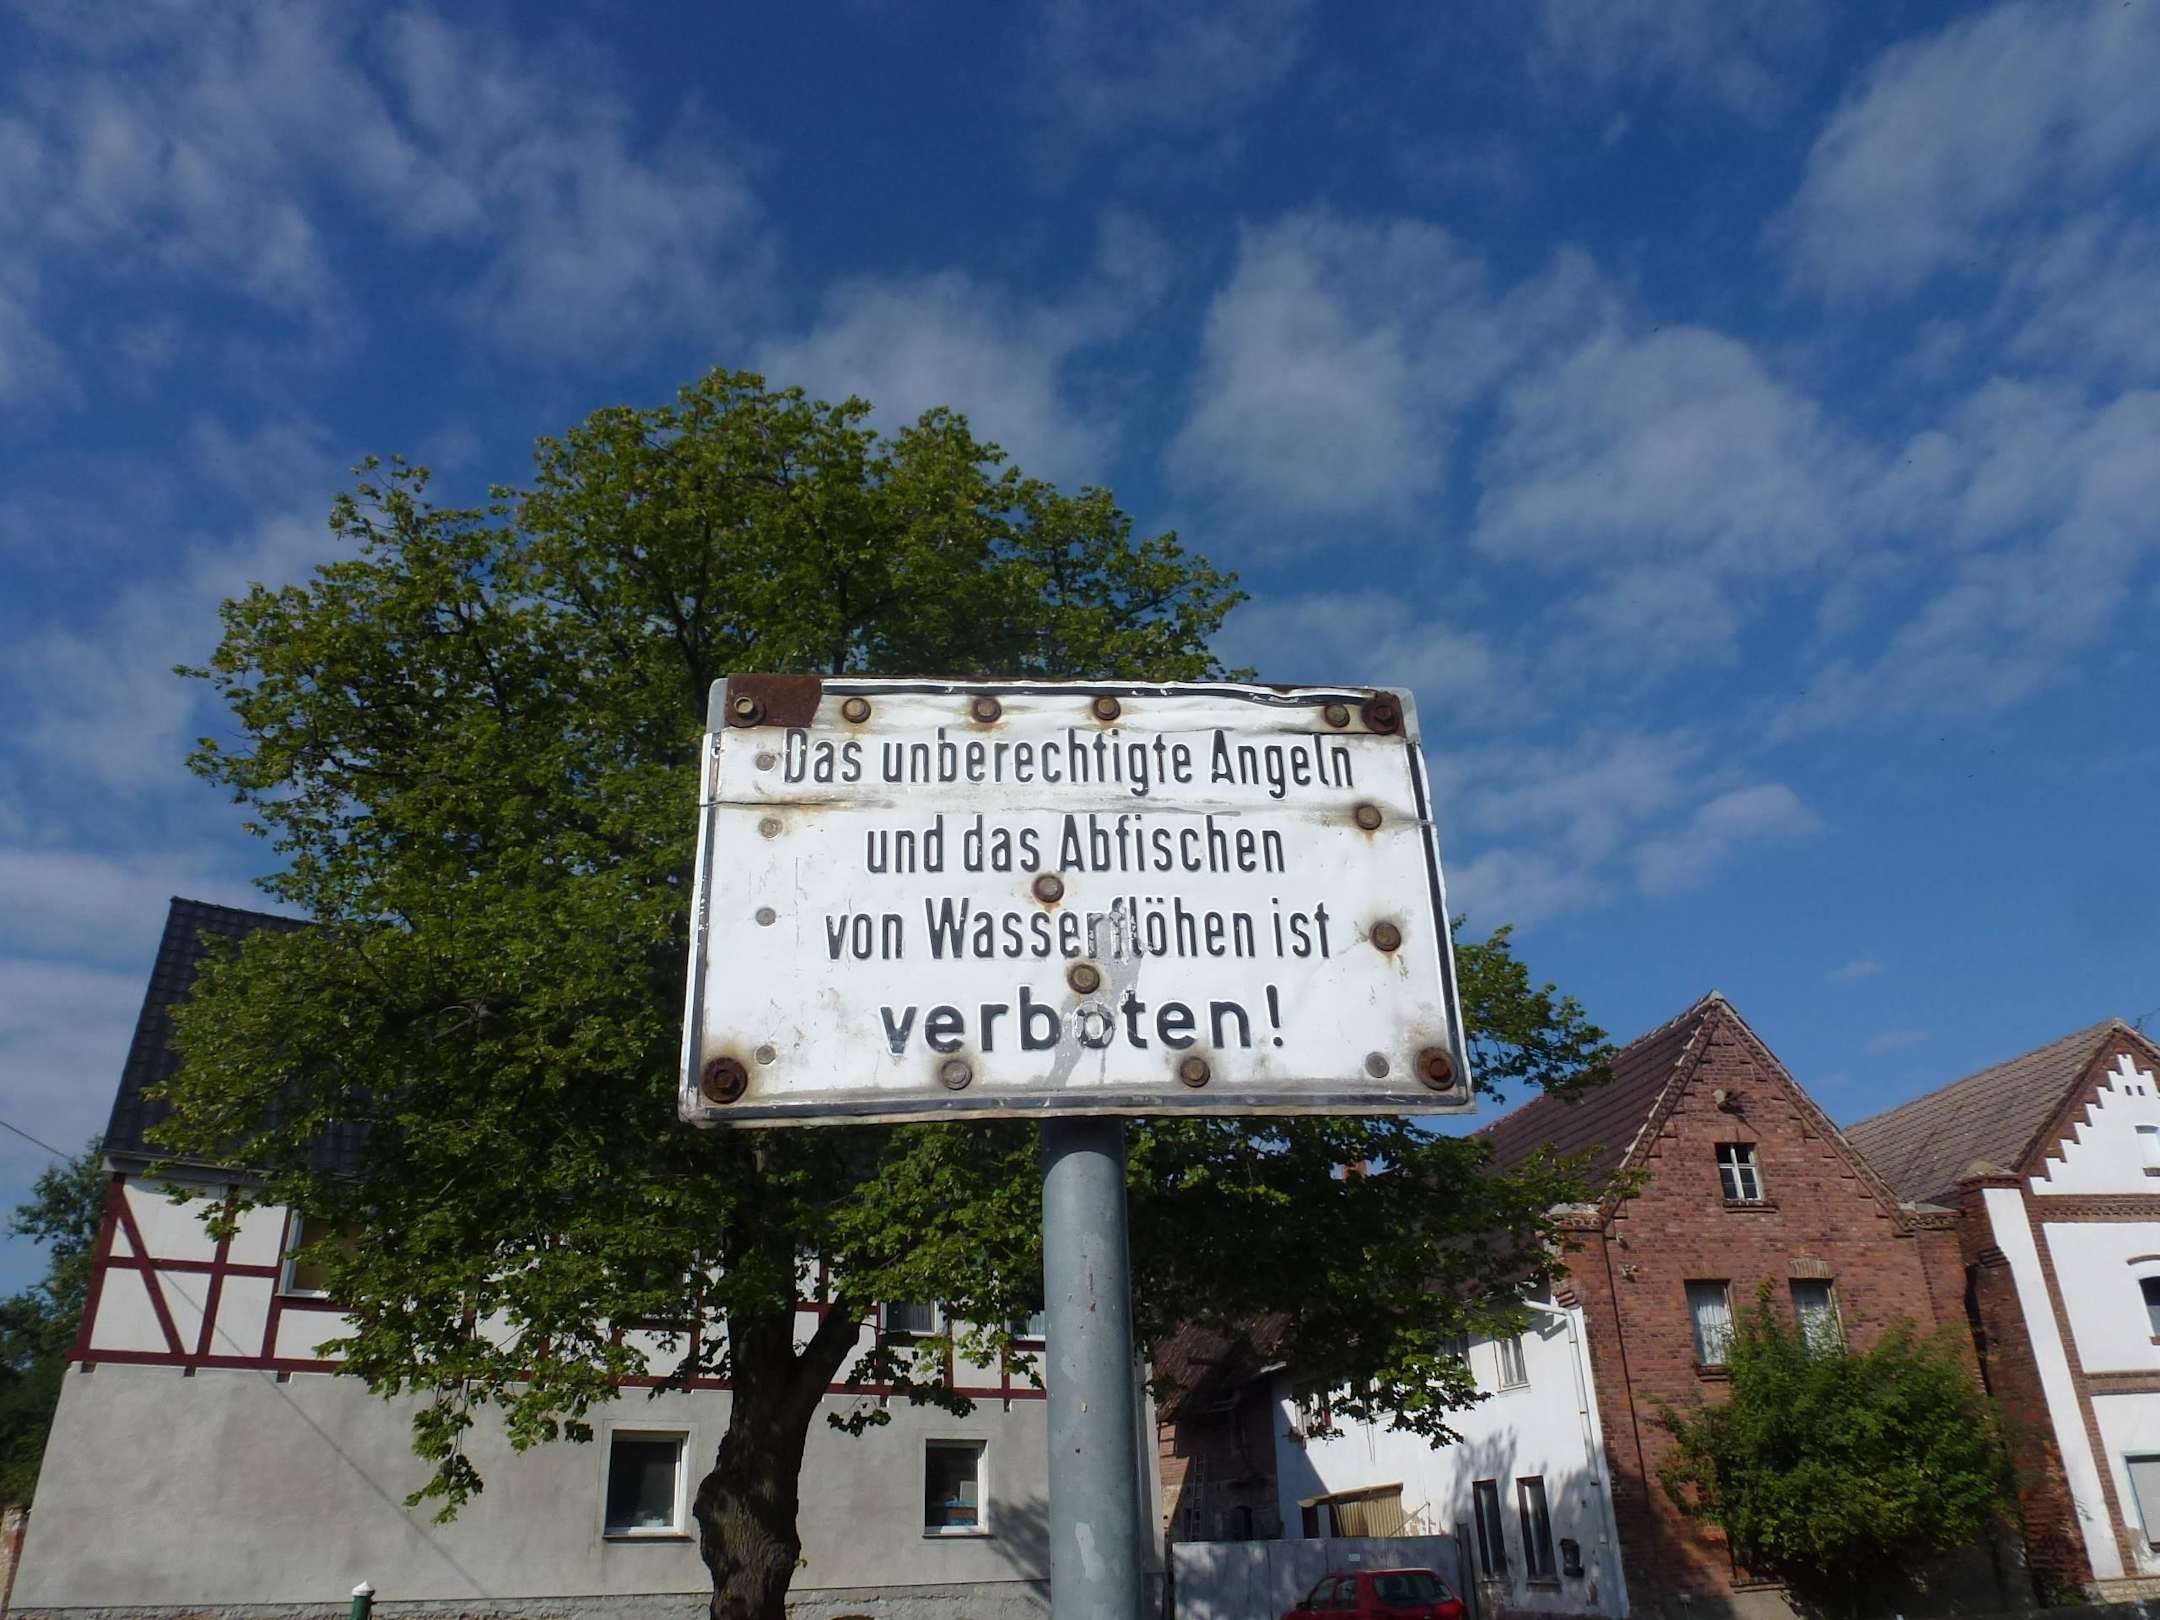 Das unberechtigte Angeln
und das Abfischen
von Wasserflöhen ist
verboten!